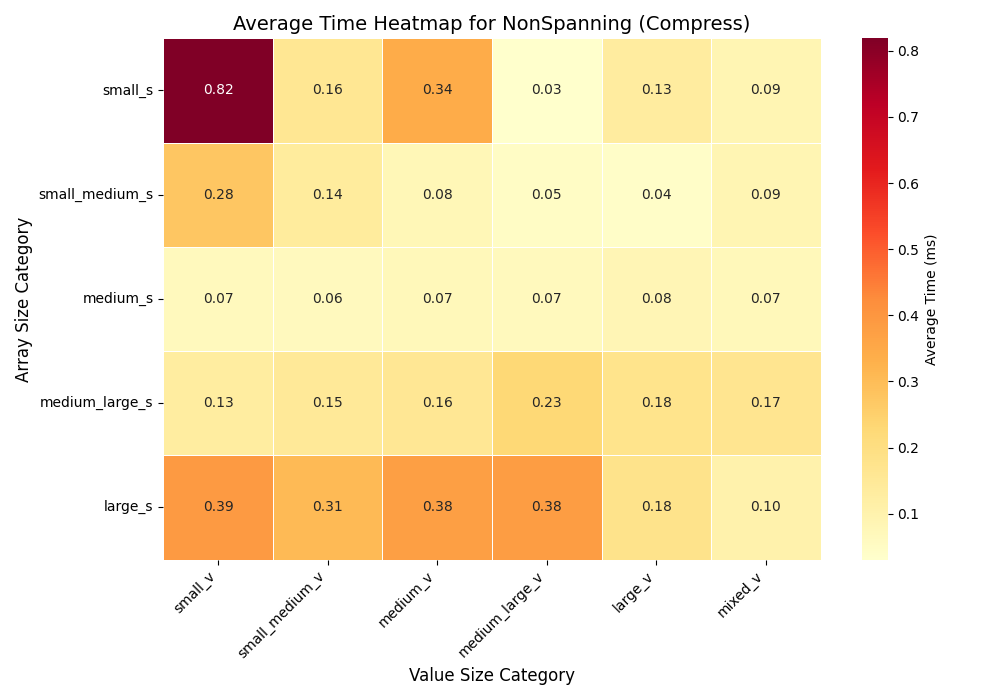 Average Time Heatmap for NonSpanning (Compress)
Array Size Category
small_s 0.82 0.16 0.34 0.03 0.13 0.09
small_medium_s 0.28 0.14 0.08 0.05 0.04 0.09
medium_s 0.07 0.06 0.07 0.07 0.08 0.07
medium_large_s 0.13 0.15 0.16 0.23 0.18 0.17
large_s 0.39 0.31 0.38 0.38 0.18 0.10
small_v small_medium_v medium_v medium_large_v large_v mixed_v
Value Size Category
0.8
0.7
0.6
0.5
0.4
0.3
0.2
0.1
Average Time (ms)